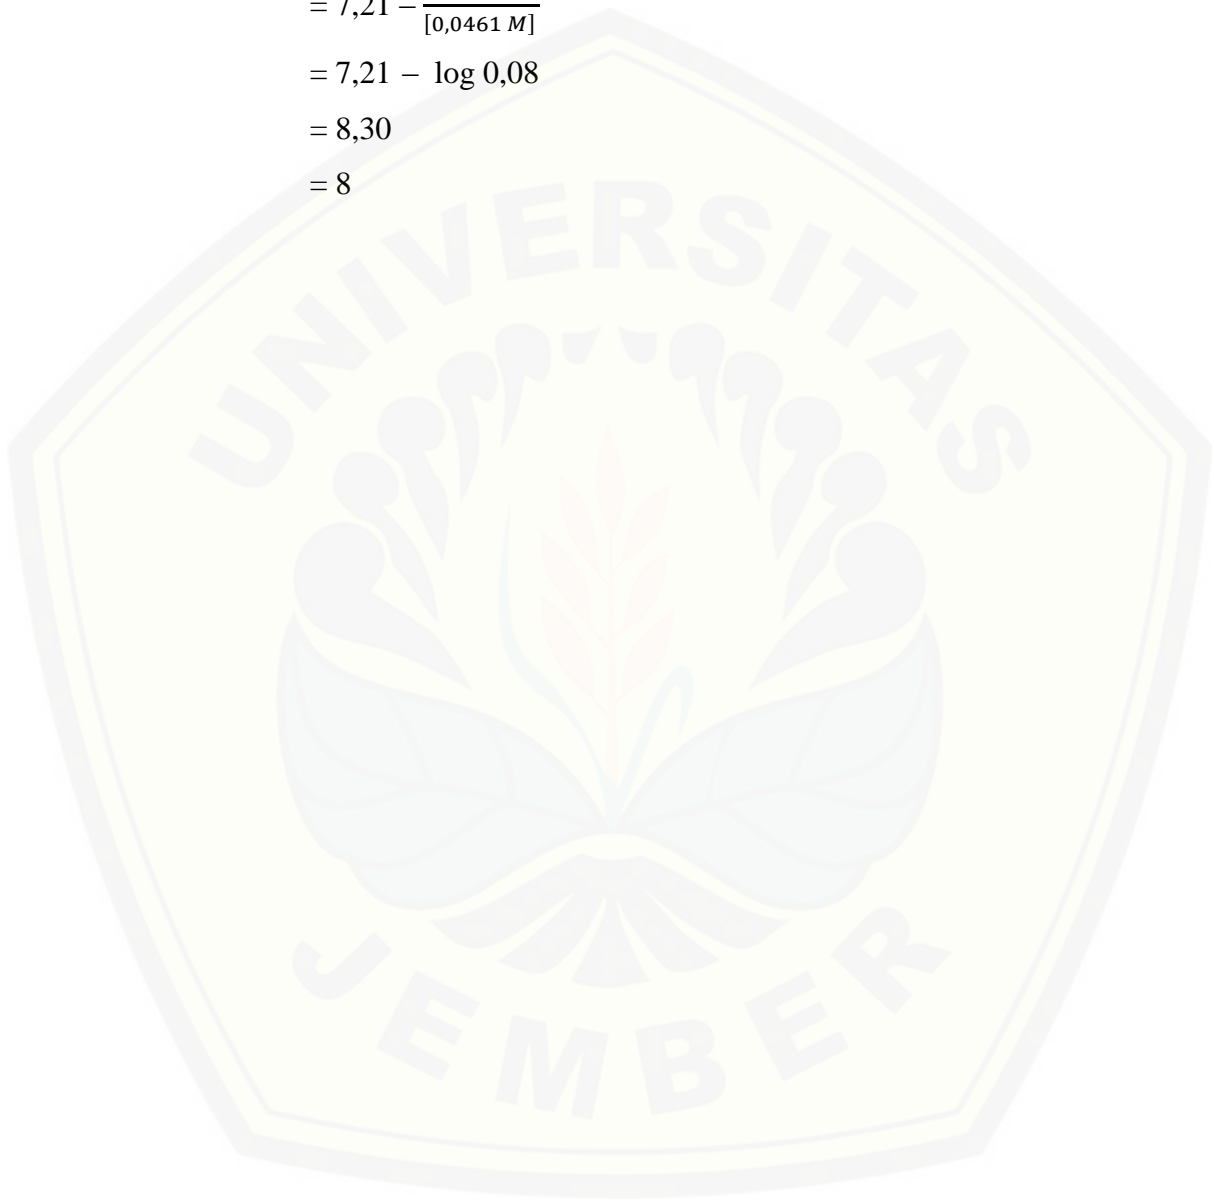 = 7,21 – [0,0461 M]
= 7,21 – log 0,08
= 8,30
= 8
UNIVERSITAS
JEMBER